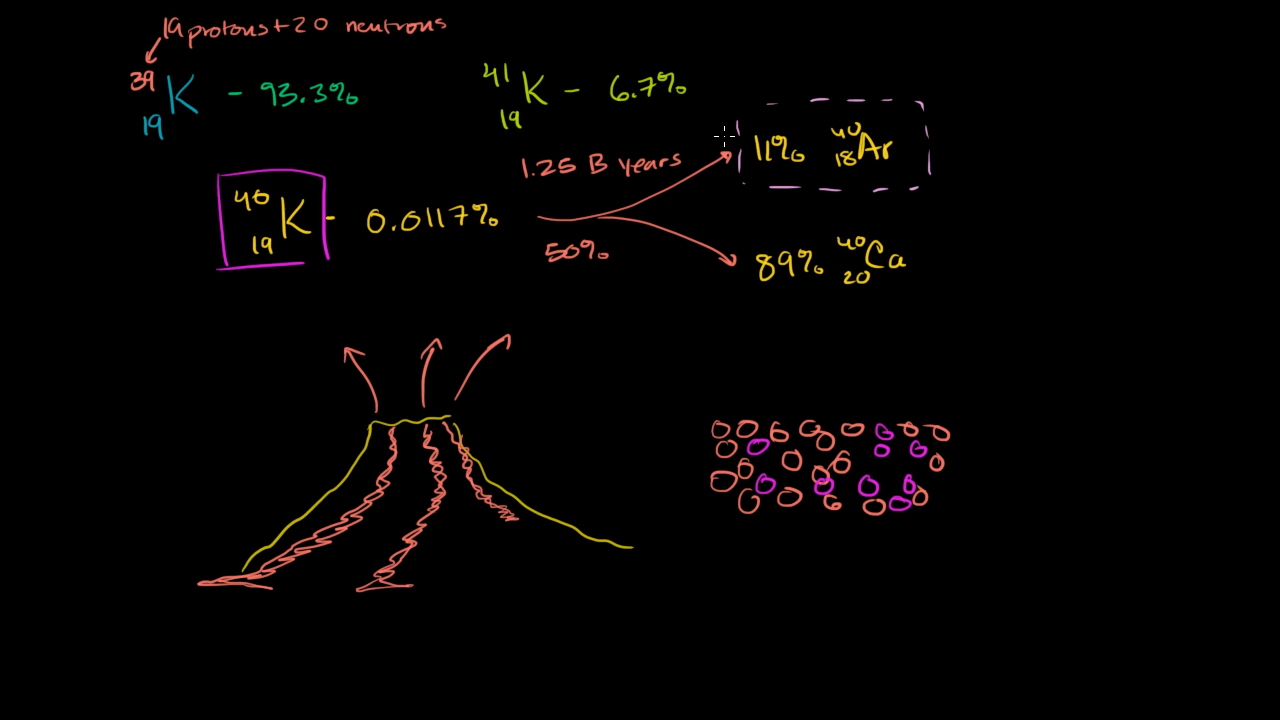 19 protons + 20 neutrons
39
19 K - 93.3%
41
19 K - 6.7%
1.25 B years
11% 40
18 Ar
40
19 K - 0.0117%
50%
89% 40
20 Ca